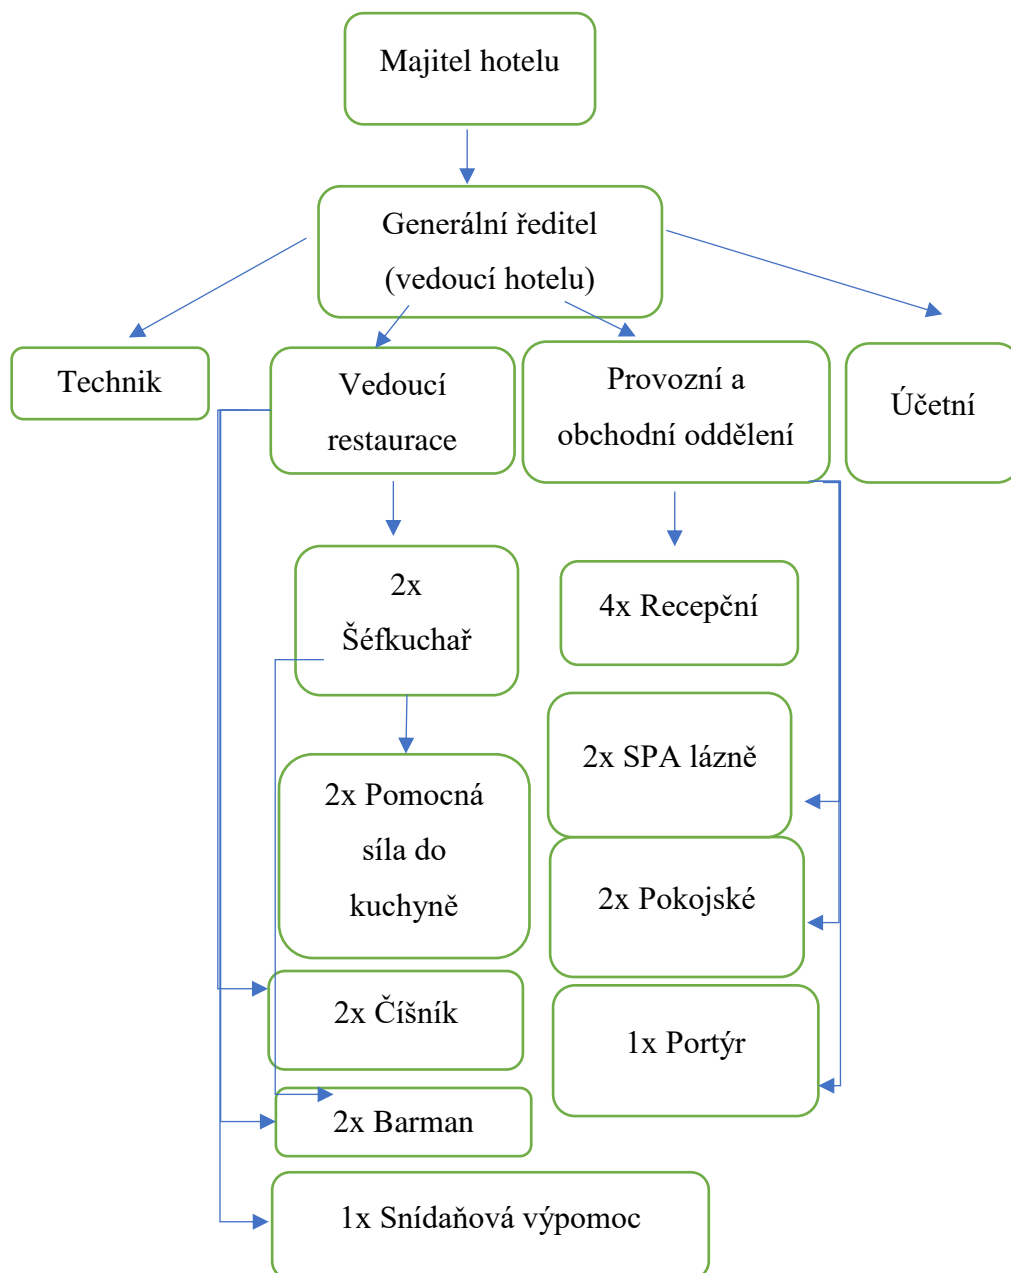 Majitel hotelu
Generální ředitel
(vedoucí hotelu)
Technik
Vedoucí
restaurace
Provozní a
obchodní oddělení
Účetní
2x
Šéfkuchař
4x Recepční
2x Pomocná
síla do
kuchyně
2x SPA lázně
2x Pokojské
2x Číšník
1x Portýr
2x Barman
1x Snídaňová výpomoc